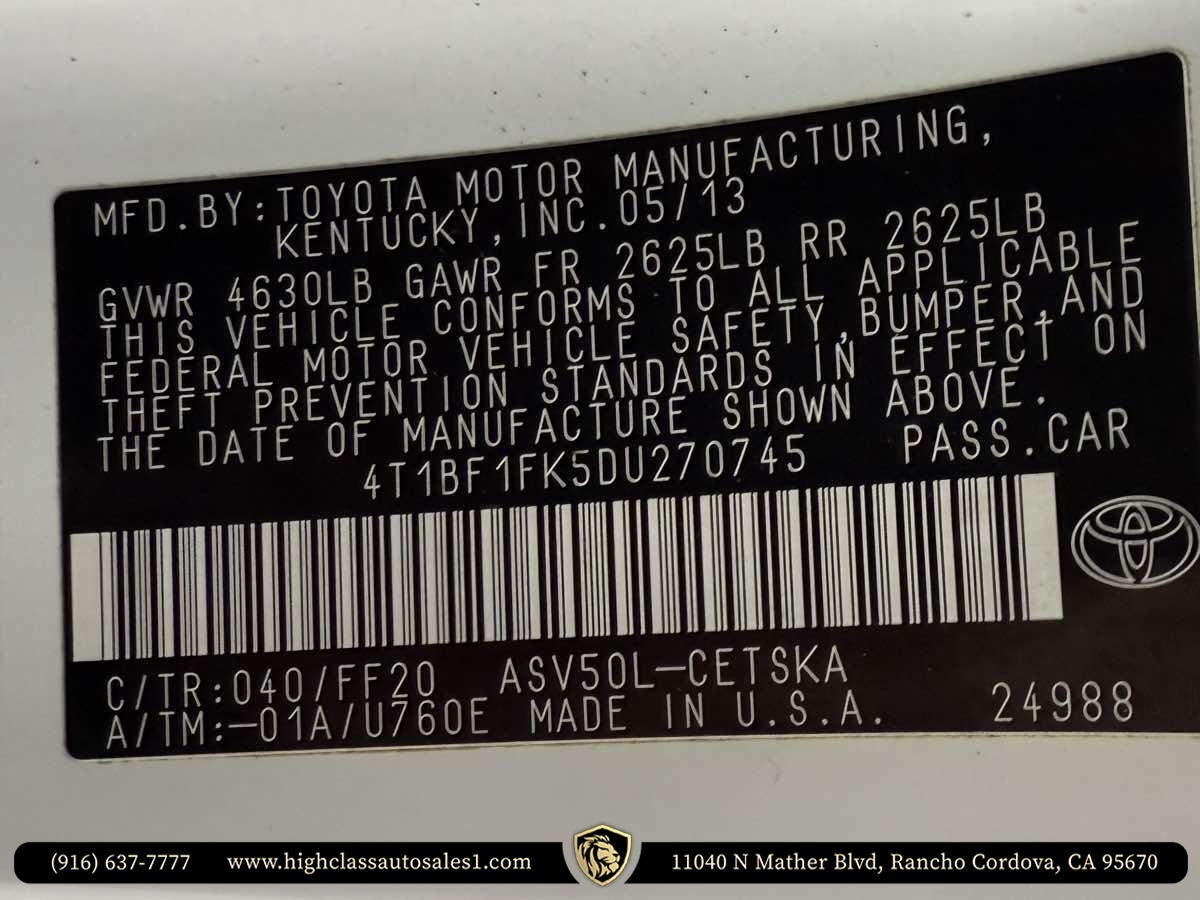 MFD.BY:TOYOTA MOTOR MANUFACTURING,
KENTUCKY,INC.05/13
GVWR 4630LB GAWR FR 2625LB RR 2625LB
THIS VEHICLE CONFORMS TO ALL APPLICABLE
FEDERAL MOTOR VEHICLE SAFETY,BUMPER,AND
THEFT PREVENTION STANDARDS IN EFFECT ON
THE DATE OF MANUFACTURE SHOWN ABOVE.
4T1BF1FK5DU270745 PASS.CAR
C/TR:040/FF20 ASV50L-CETSKA
A/TM:-01A/U760E MADE IN U.S.A. 24988
(916) 637-7777 www.highclassautosales1.com 11040 N Mather Blvd, Rancho Cordova, CA 95670